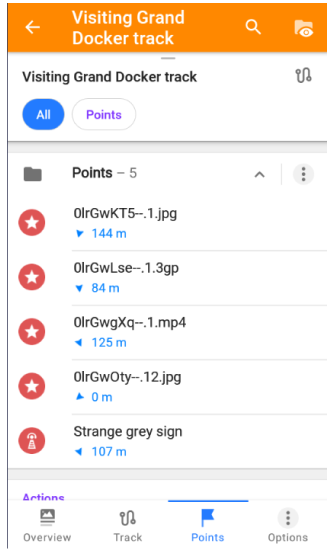 Visiting Grand
Docker track
Visiting Grand Docker track
All
Points
Points – 5
0lrGwKT5--.1.jpg
144 m
0lrGwLse--.1.3gp
84 m
0lrGwgXq--.1.mp4
125 m
0lrGwOty--.12.jpg
0 m
Strange grey sign
107 m
Actions
Overview
Track
Points
Options